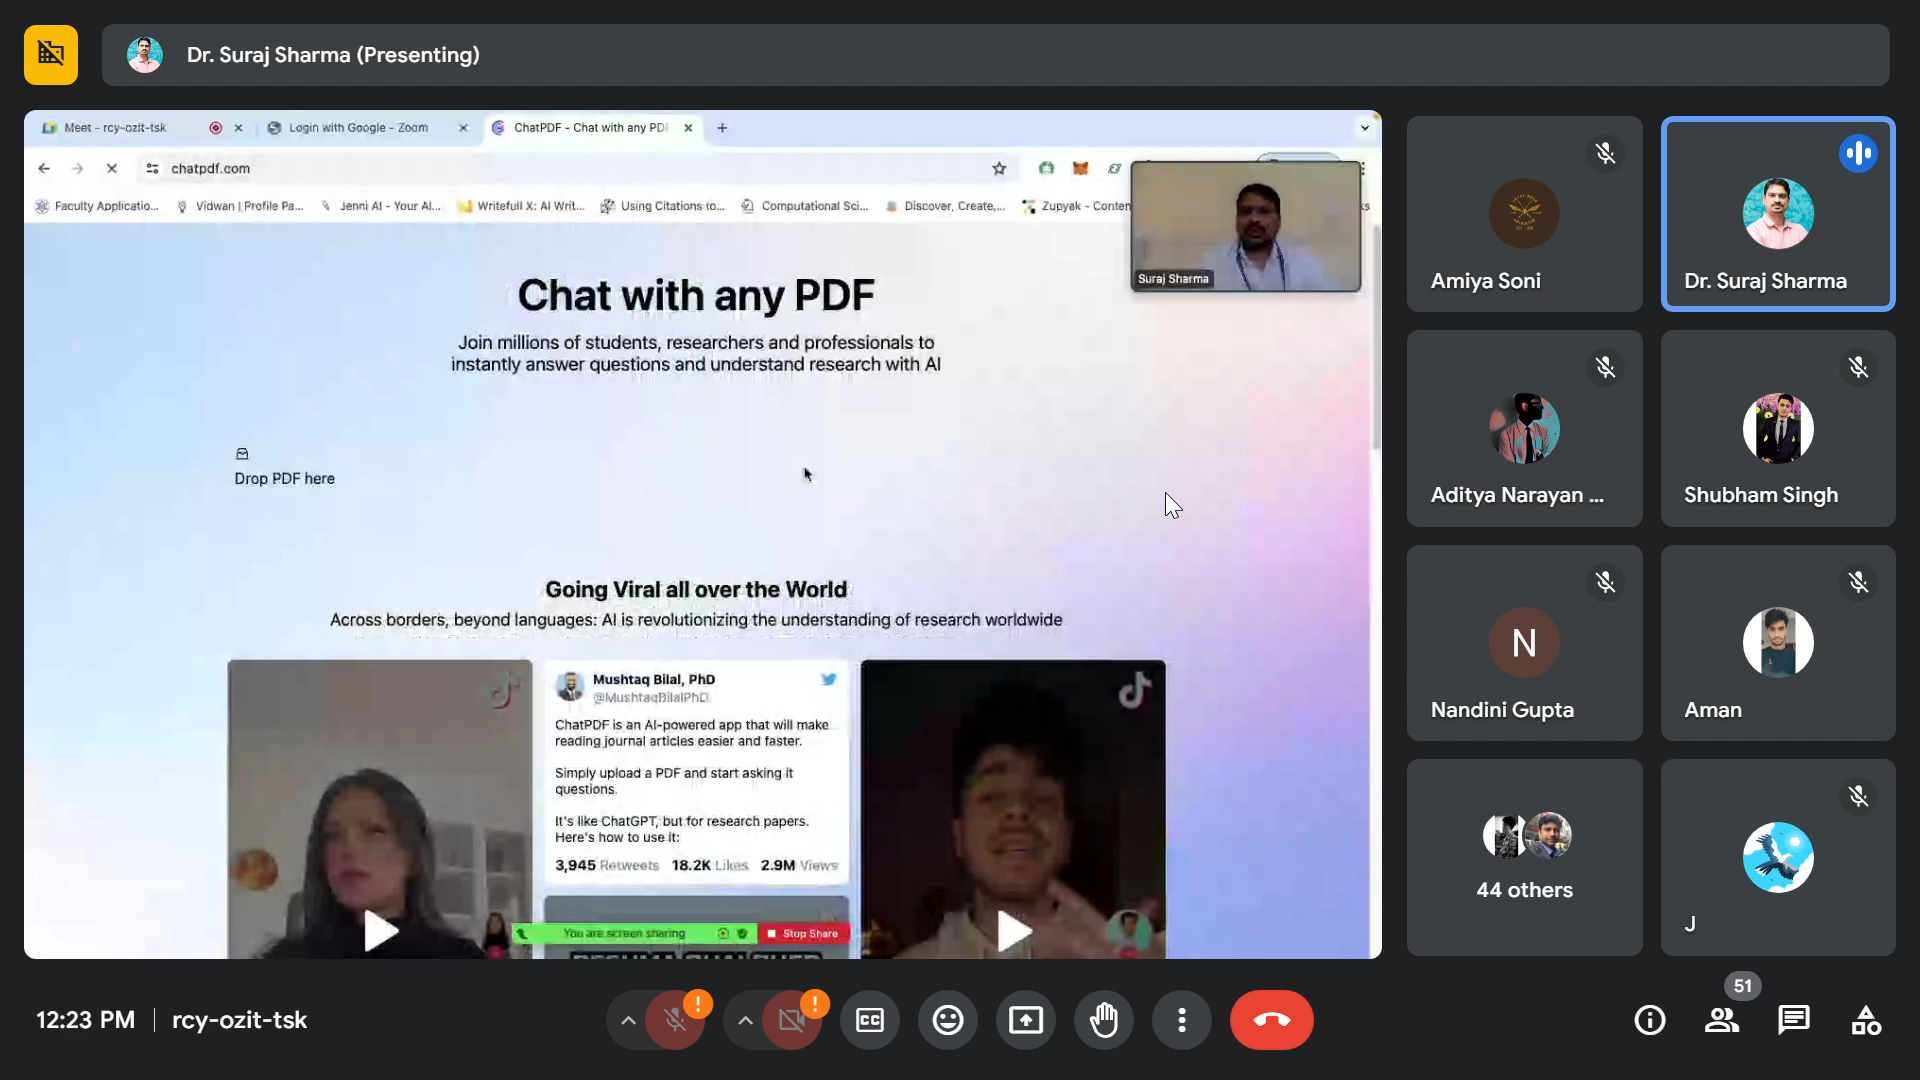 Dr. Suraj Sharma (Presenting)
Meet - rcy-ozit-tsk
Login with Google - Zoom
ChatPDF - Chat with any PDF
chatpdf.com
Faculty Applicatio...
Vidwan | Profile Pa...
Jenni AI - Your AI...
Writefull X: AI Writ...
Using Citations to...
Computational Sci...
Discover, Create,...
Zupyak - Conten
Suraj Sharma
Chat with any PDF
Join millions of students, researchers and professionals to
instantly answer questions and understand research with AI
Drop PDF here
Going Viral all over the World
Across borders, beyond languages: AI is revolutionizing the understanding of research worldwide
Mushtaq Bilal, PhD
@MushtaqBilalPhD
ChatPDF is an AI-powered app that will make
reading journal articles easier and faster.
Simply upload a PDF and start asking it
questions.
It's like ChatGPT, but for research papers.
Here's how to use it:
3,945 Retweets 18.2K Likes 2.9M Views
You are screen sharing
Stop Share
Amiya Soni
Dr. Suraj Sharma
Aditya Narayan ...
Shubham Singh
N
Nandini Gupta
Aman
44 others
J
12:23 PM
rcy-ozit-tsk
CC
51